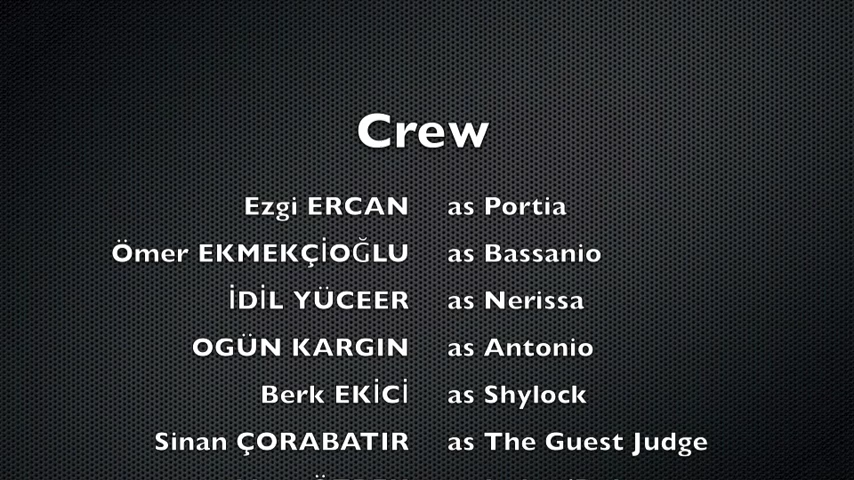 Crew
Ezgi ERCAN as Portia
Ömer EKMEKÇİOĞLU as Bassanio
İDİL YÜCEER as Nerissa
OGÜN KARGIN as Antonio
Berk EKİCİ as Shylock
Sinan ÇORABATIR as The Guest Judge